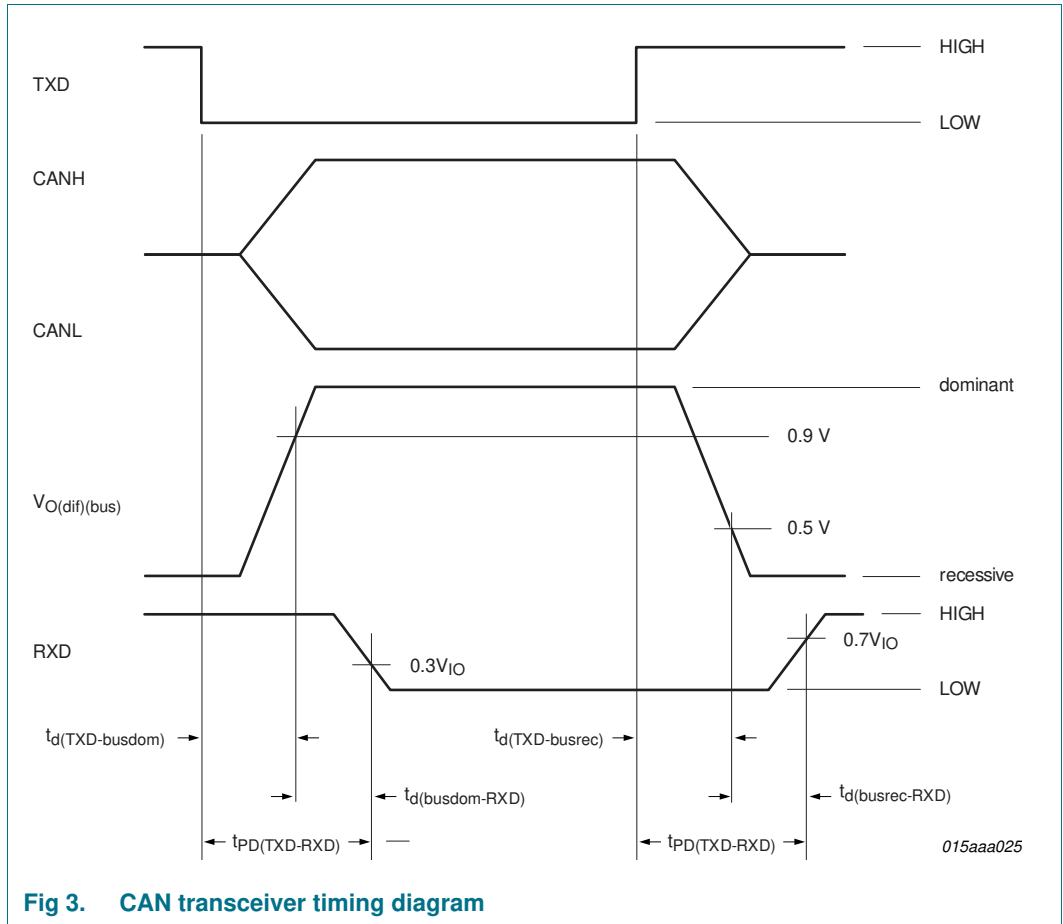 TXD
HIGH
LOW
CANH
CANL
dominant
0.9 V
VO(dif)(bus)
0.5 V
recessive
HIGH
RXD
0.7VIO
0.3VIO
LOW
td(TXD-busdom)
td(TXD-busrec)
td(busdom-RXD)
td(busrec-RXD)
tPD(TXD-RXD)
tPD(TXD-RXD)
015aaa025
Fig 3. CAN transceiver timing diagram